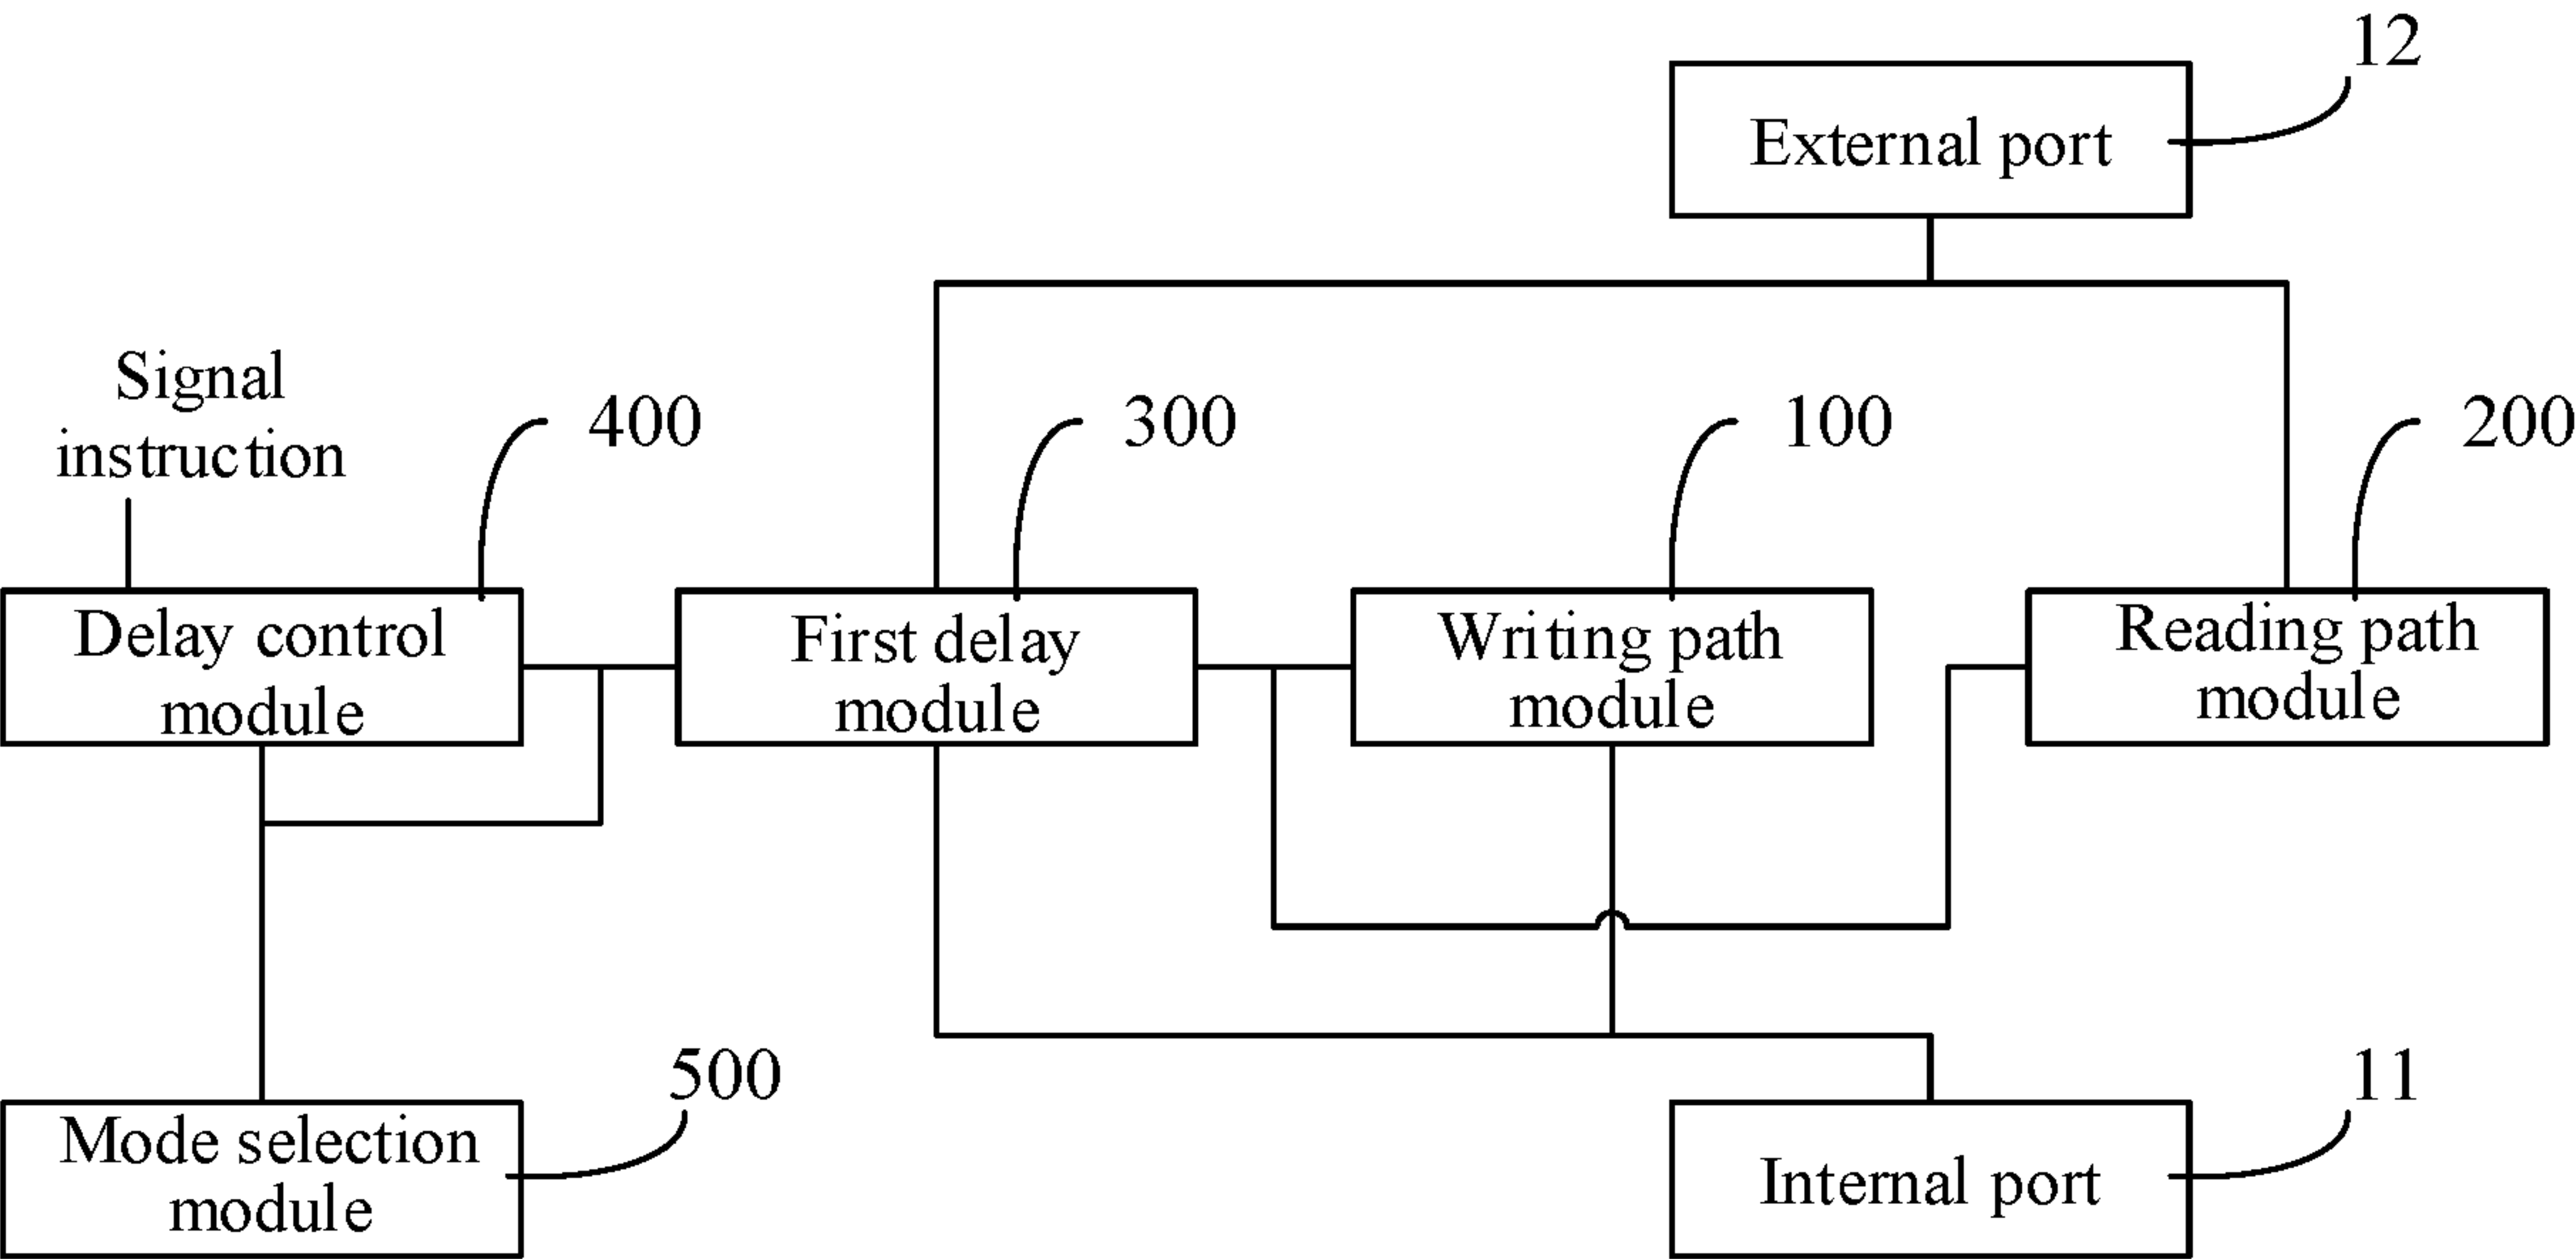 12
External port
Signal
instruction
400
300
100
200
Delay control
module
First delay
module
Writing path
module
Reading path
module
500
11
Mode selection
module
Internal port